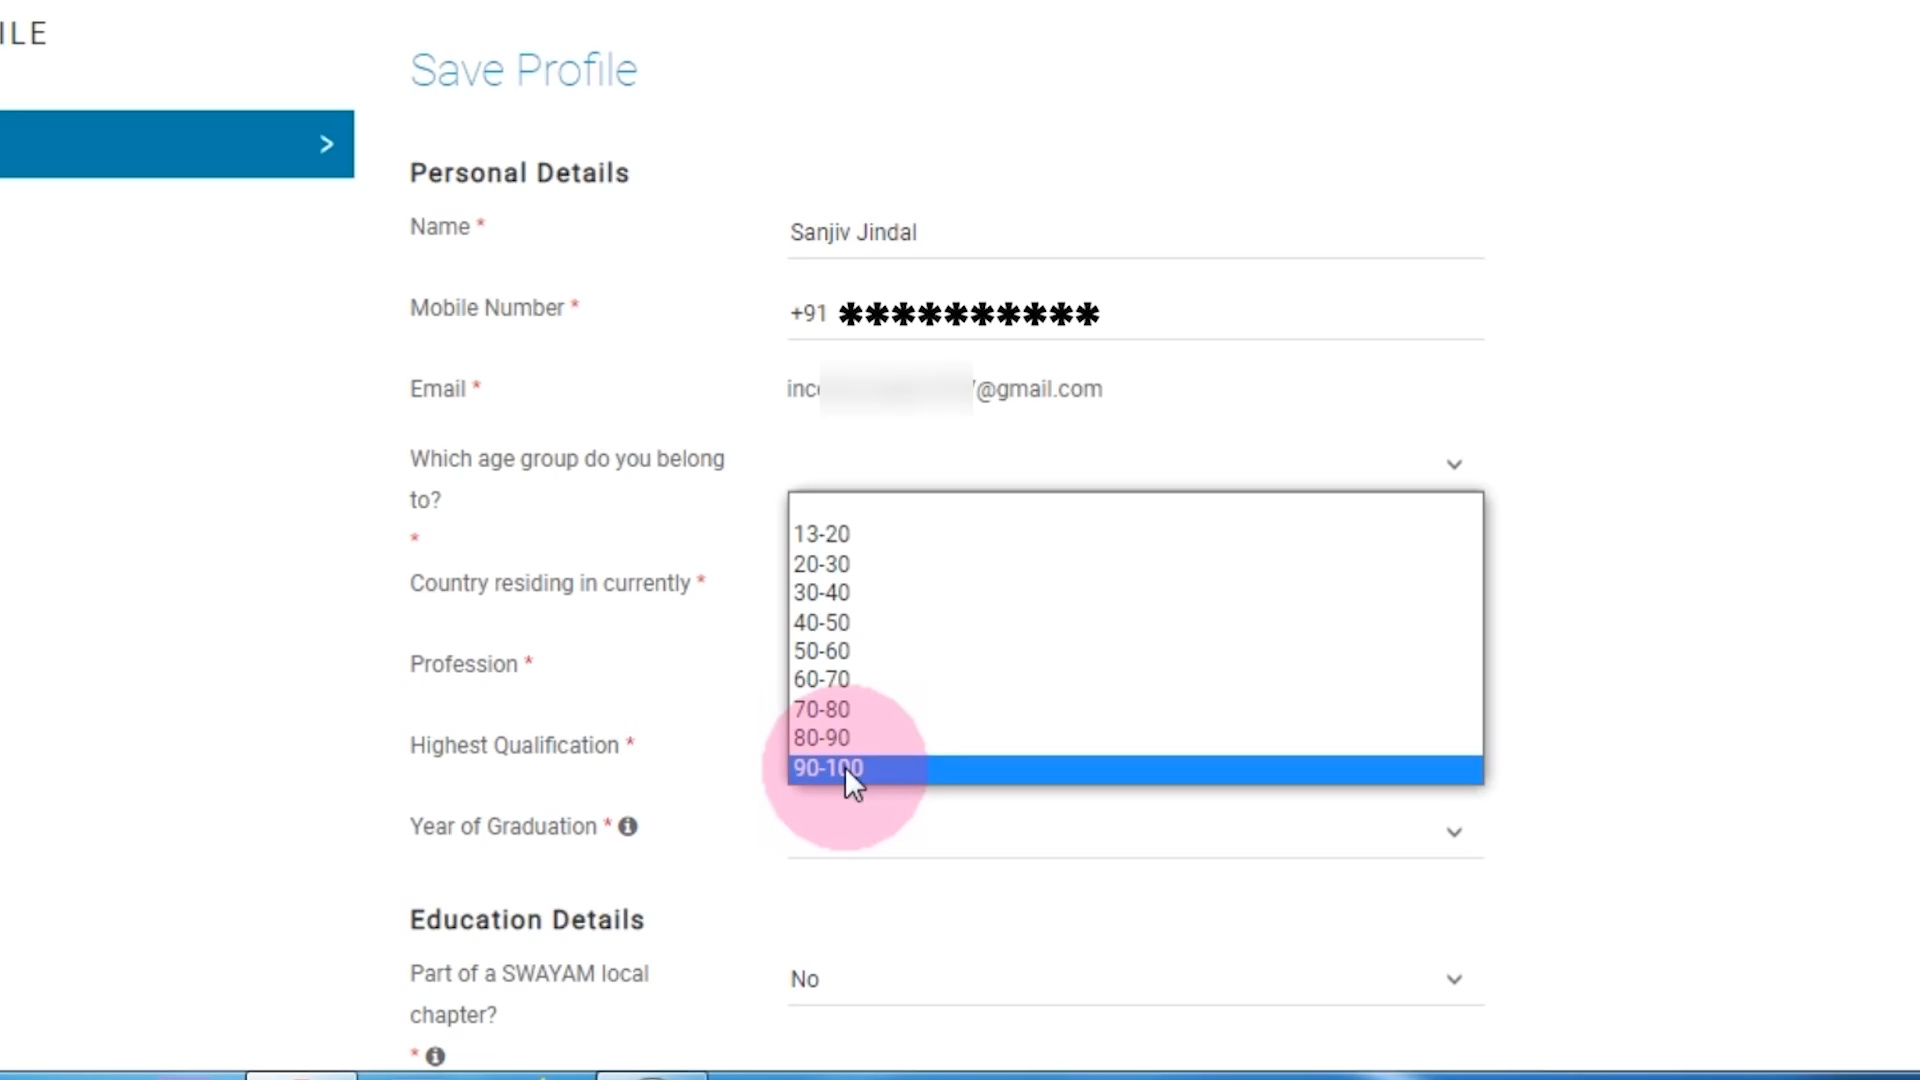 ILE
Save Profile
>
Personal Details
Name * Sanjiv Jindal
Mobile Number * +91 **********
Email * @gmail.com
Which age group do you belong
to?
*
13-20
20-30
30-40
40-50
50-60
60-70
70-80
80-90
90-100
Country residing in currently *
Profession *
Highest Qualification *
Year of Graduation *
Education Details
Part of a SWAYAM local
chapter?
*
No